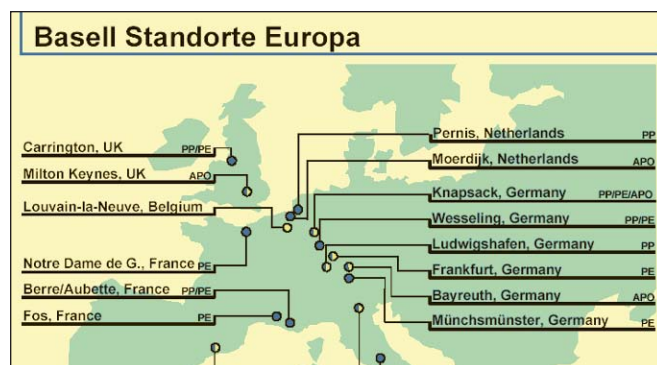 Basell Standorte Europa
Carrington, UK PP/PE
Milton Keynes, UK APO
Louvain-la-Neuve, Belgium
Notre Dame de G., France PE
Berre/Aubette, France PP/PE
Fos, France PE
Pernis, Netherlands PP
Moerdijk, Netherlands APO
Knapsack, Germany PP/PE/APO
Wesseling, Germany PP/PE
Ludwigshafen, Germany PP
Frankfurt, Germany PE
Bayreuth, Germany APO
Münchsmünster, Germany PE